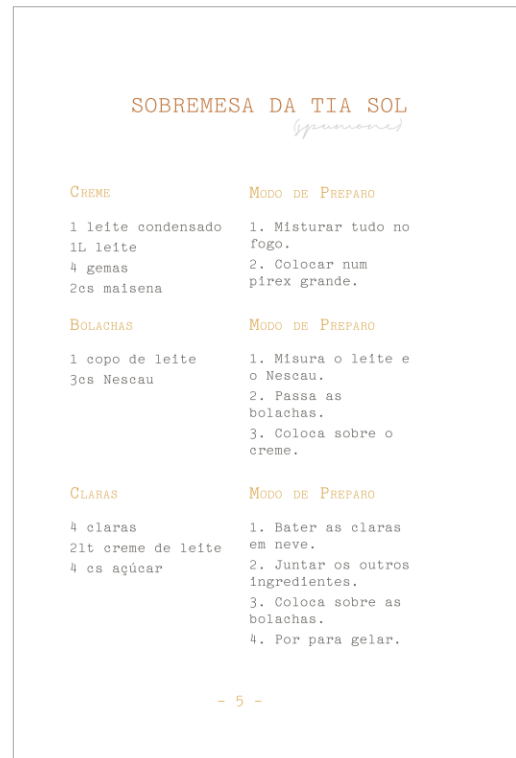 SOBREMESA DA TIA SOL
(spumone)
CREME
1 leite condensado
1L leite
4 gemas
2cs maisena
MODO DE PREPARO
1. Misturar tudo no
fogo.
2. Colocar num
pirex grande.
BOLACHAS
1 copo de leite
3cs Nescau
MODO DE PREPARO
1. Misura o leite e
o Nescau.
2. Passa as
bolachas.
3. Coloca sobre o
creme.
CLARAS
4 claras
2lt creme de leite
4 cs açúcar
MODO DE PREPARO
1. Bater as claras
em neve.
2. Juntar os outros
ingredientes.
3. Coloca sobre as
bolachas.
4. Por para gelar.
- 5 -